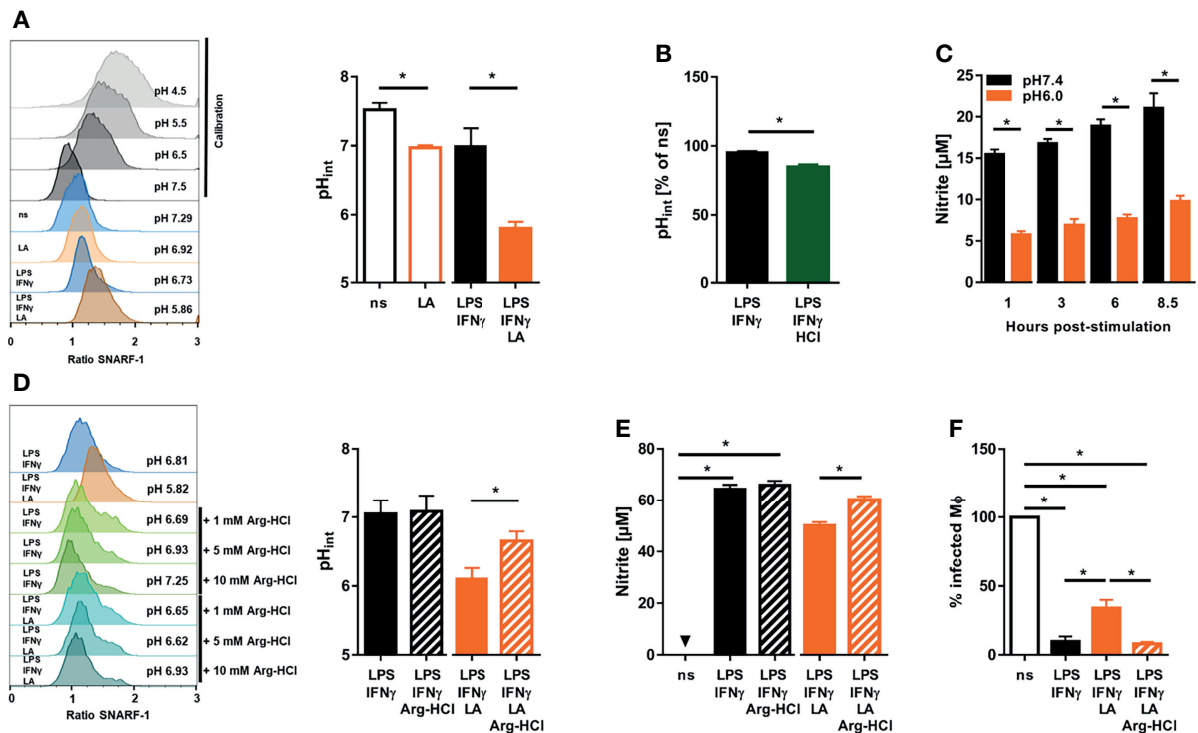 A
pH 4.5
pH 5.5
pH 6.5
pH 7.5
Calibration
ns
pH 7.29
LA
pH 6.92
LPS
IFNγ
pH 6.73
LPS
IFNγ
LA
pH 5.86
0 1 2 3
Ratio SNARF-1
8
7
6
5
pHint
* *
ns LA LPS LPS
IFNγ IFNγ
LA
B
150
100
50
0
pHint [% of ns]
*
LPS LPS
IFNγ IFNγ
HCl
C
25
20
15
10
5
0
Nitrite [µM]
pH7.4
pH6.0
* * * *
1 3 6 8.5
Hours post-stimulation
D
LPS
IFNγ
pH 6.81
LPS
IFNγ
LA
pH 5.82
LPS
IFNγ
pH 6.69 + 1 mM Arg-HCl
LPS
IFNγ
pH 6.93 + 5 mM Arg-HCl
LPS
IFNγ
pH 7.25 + 10 mM Arg-HCl
LPS
IFNγ
LA
pH 6.65 + 1 mM Arg-HCl
LPS
IFNγ
LA
pH 6.62 + 5 mM Arg-HCl
LPS
IFNγ
LA
pH 6.93 + 10 mM Arg-HCl
0 1 2 3
Ratio SNARF-1
8
7
6
5
pHint
*
LPS LPS LPS LPS
IFNγ IFNγ IFNγ IFNγ
Arg-HCl LA LA
Arg-HCl
E
80
60
40
20
0
Nitrite [µM]
*
* *
ns LPS LPS LPS LPS
IFNγ IFNγ IFNγ IFNγ
Arg-HCl LA LA
Arg-HCl
F
150
100
50
0
% infected Mϕ
*
*
*
* *
ns LPS LPS LPS
IFNγ IFNγ IFNγ
LA LA
Arg-HCl